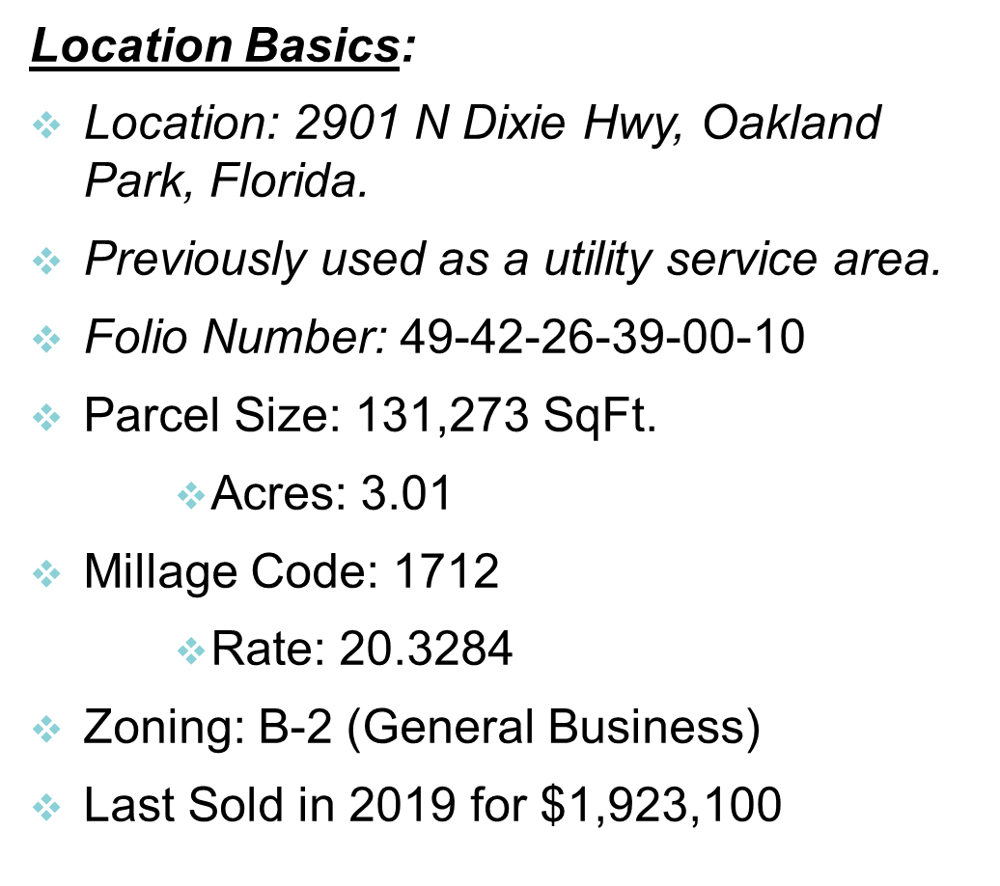 Location Basics:
Location: 2901 N Dixie Hwy, Oakland
Park, Florida.
Previously used as a utility service area.
Folio Number: 49-42-26-39-00-10
Parcel Size: 131,273 SqFt.
Acres: 3.01
Millage Code: 1712
Rate: 20.3284
Zoning: B-2 (General Business)
Last Sold in 2019 for $1,923,100